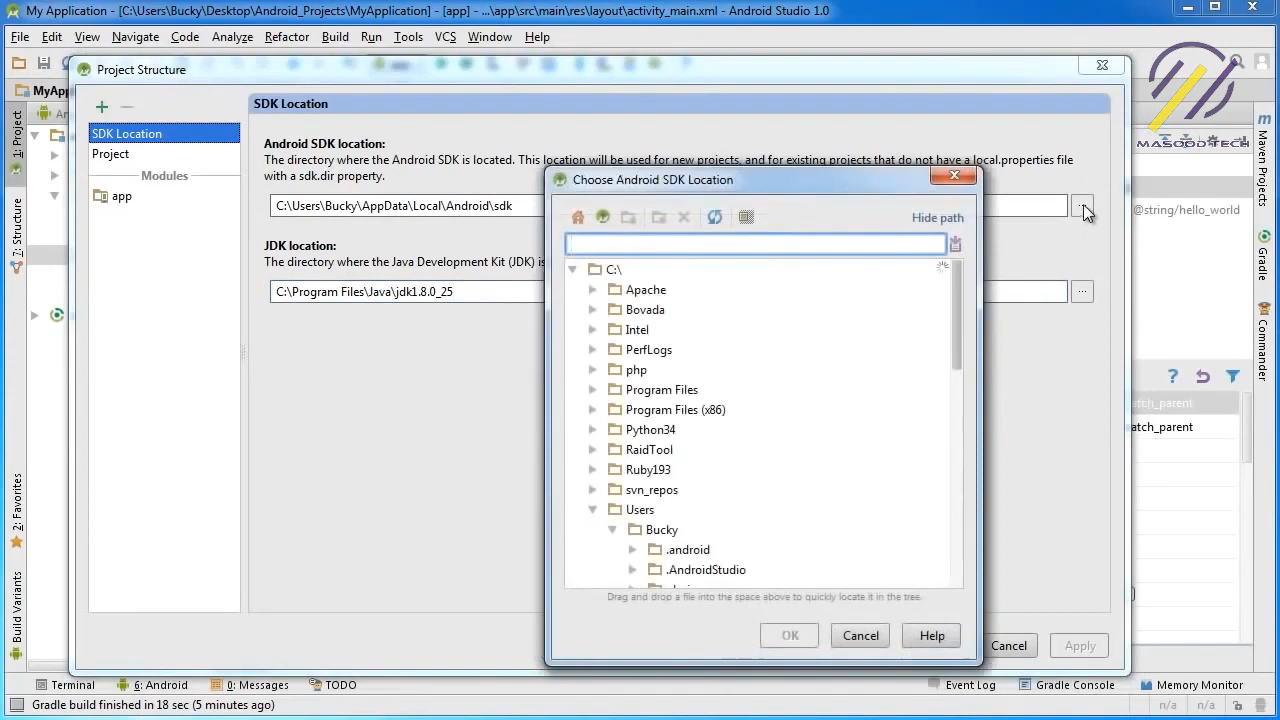 My Application - [C:\Users\Bucky\Desktop\Android_Projects\MyApplication] - [app] - ...\app\src\main\res\layout\activity_main.xml - Android Studio 1.0
File Edit View Navigate Code Analyze Refactor Build Run Tools VCS Window Help
Project Structure
MyApp
MASOOD TECH
SDK Location
Project
Modules
app
SDK Location
Android SDK location:
The directory where the Android SDK is located. This location will be used for new projects, and for existing projects that do not have a local.properties file
with a sdk.dir property.
C:\Users\Bucky\AppData\Local\Android\sdk
JDK location:
The directory where the Java Development Kit (JDK) is
C:\Program Files\Java\jdk1.8.0_25
...
Choose Android SDK Location
Hide path
C:\
Apache
Bovada
Intel
PerfLogs
php
Program Files
Program Files (x86)
Python34
RaidTool
Ruby193
svn_repos
Users
Bucky
.android
.AndroidStudio
Drag and drop a file into the space above to quickly locate it in the tree.
OK Cancel Help
Cancel Apply
@string/hello_world
atch_parent
atch_parent
1: Project
7: Structure
2: Favorites
Build Variants
Maven Projects
Gradle
Commander
Terminal 6: Android 0: Messages TODO Event Log Gradle Console Memory Monitor
Gradle build finished in 18 sec (5 minutes ago) n/a n/a